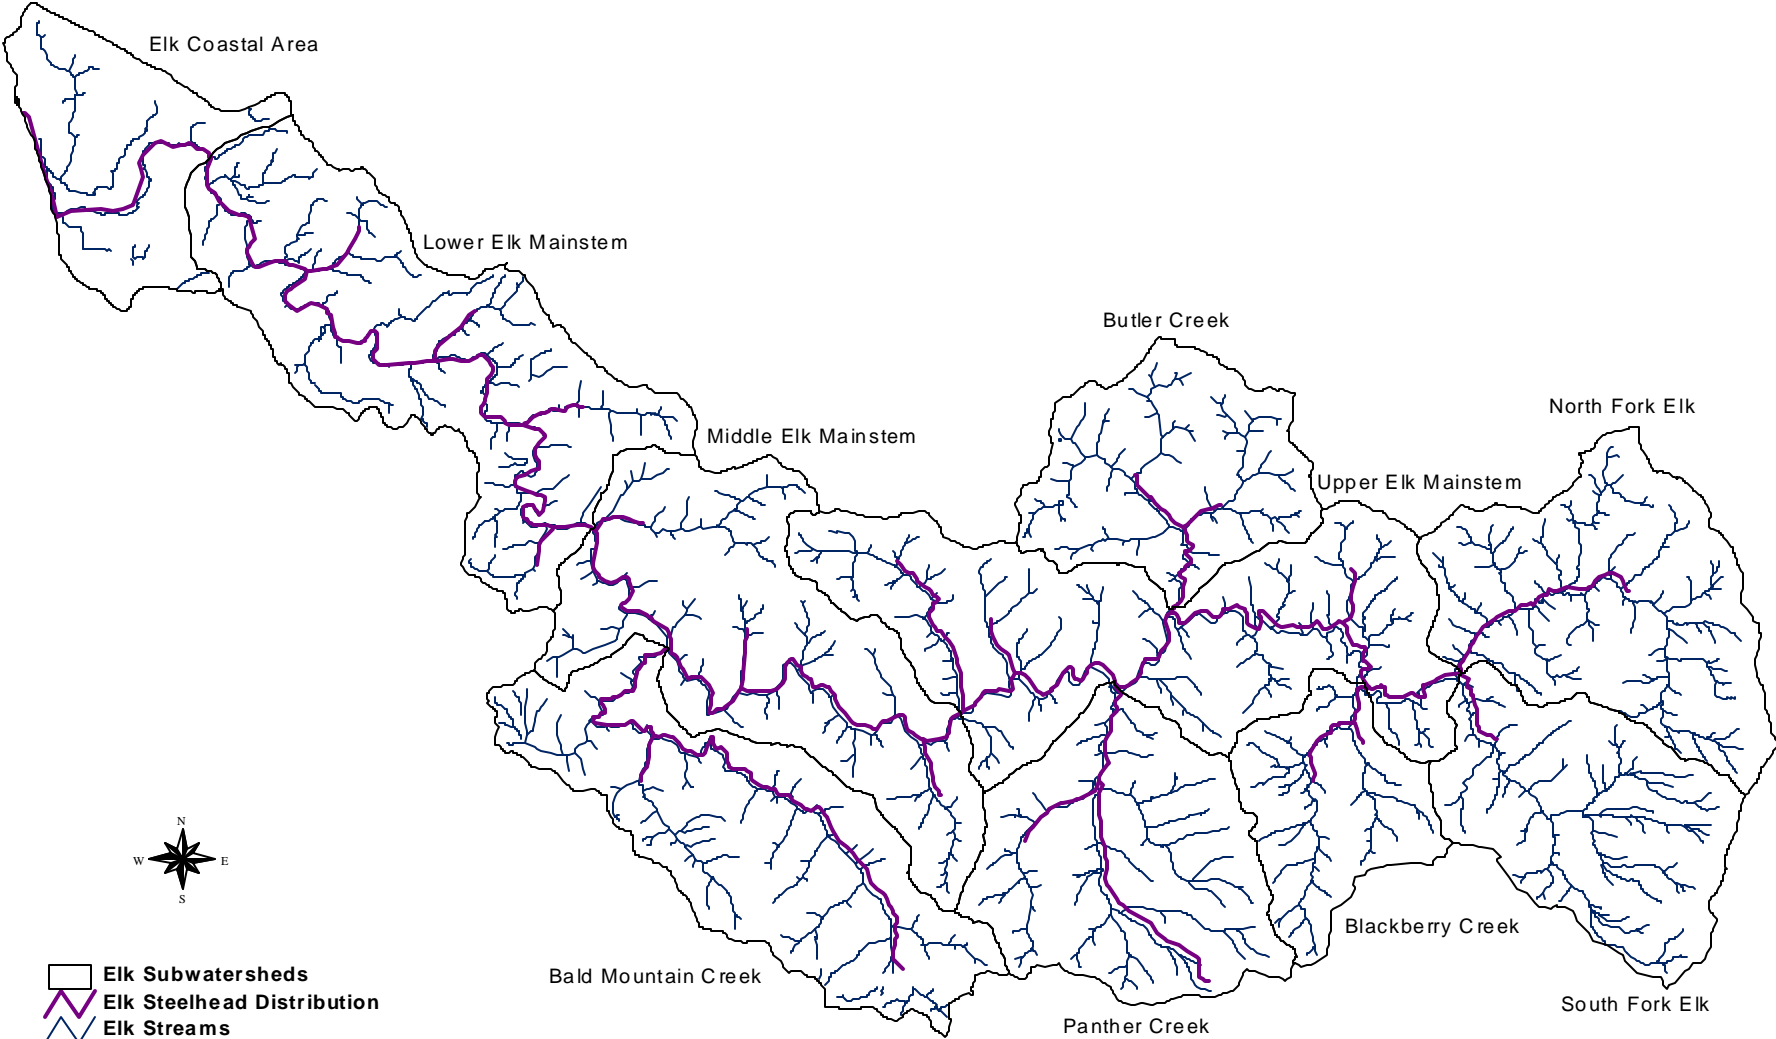 Elk Coastal Area
Lower Elk Mainstem
Butler Creek
North Fork Elk
Middle Elk Mainstem
Upper Elk Mainstem
N
W E
S
Blackberry Creek
Bald Mountain Creek
South Fork Elk
Panther Creek
Elk Subwatersheds
Elk Steelhead Distribution
Elk Streams